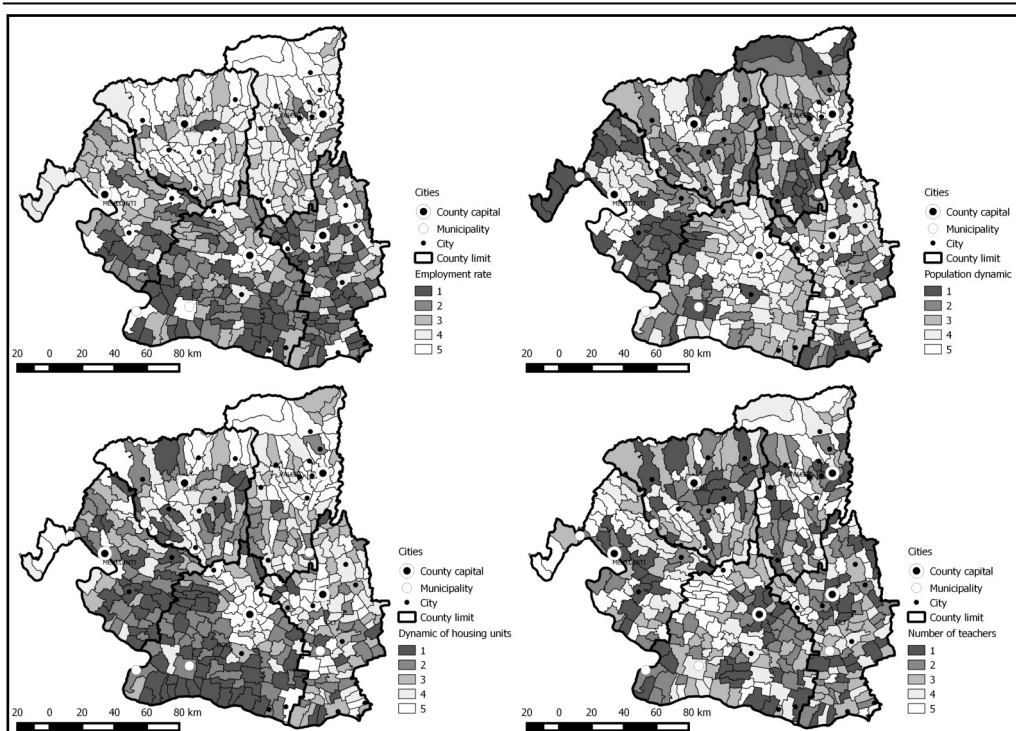 MEHEDINTI
Cities
County capital
Municipality
City
County limit
Employment rate
1
2
3
4
5
20 0 20 40 60 80 km
Cities
County capital
Municipality
City
County limit
Population dynamic
1
2
3
4
5
20 0 20 40 60 80 km
Cities
County capital
Municipality
City
County limit
Dynamic of housing units
1
2
3
4
5
20 0 20 40 60 80 km
Cities
County capital
Municipality
City
County limit
Number of teachers
1
2
3
4
5
20 0 20 40 60 80 km